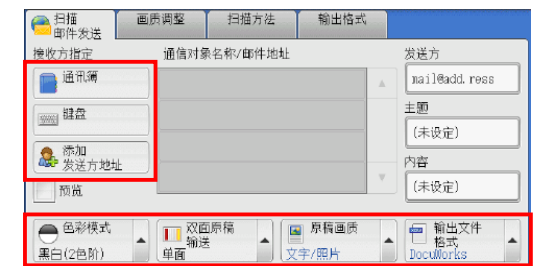 扫描
邮件发送
画质调整
扫描方法
输出格式
接收方指定
通信对象名称/邮件地址
发送方
通讯簿
mail@add.ress
键盘
主题
(未设定)
添加
发送方地址
内容
预览
(未设定)
色彩模式
黑白(2色阶)
双面原稿
输送
单面
原稿画质
文字/照片
输出文件
格式
DocuWorks